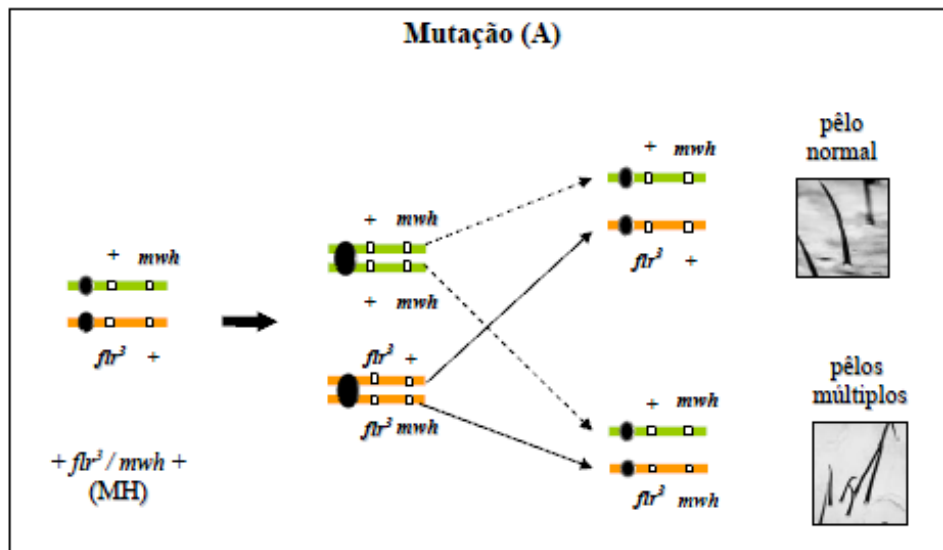 Mutação (A)
+ mwh
flr³ +
+ flr³ / mwh +
(MH)
+ mwh
+ mwh
flr³ +
flr³ mwh
+ mwh
flr³ +
pêlo
normal
+ mwh
flr³ mwh
pêlos
múltiplos